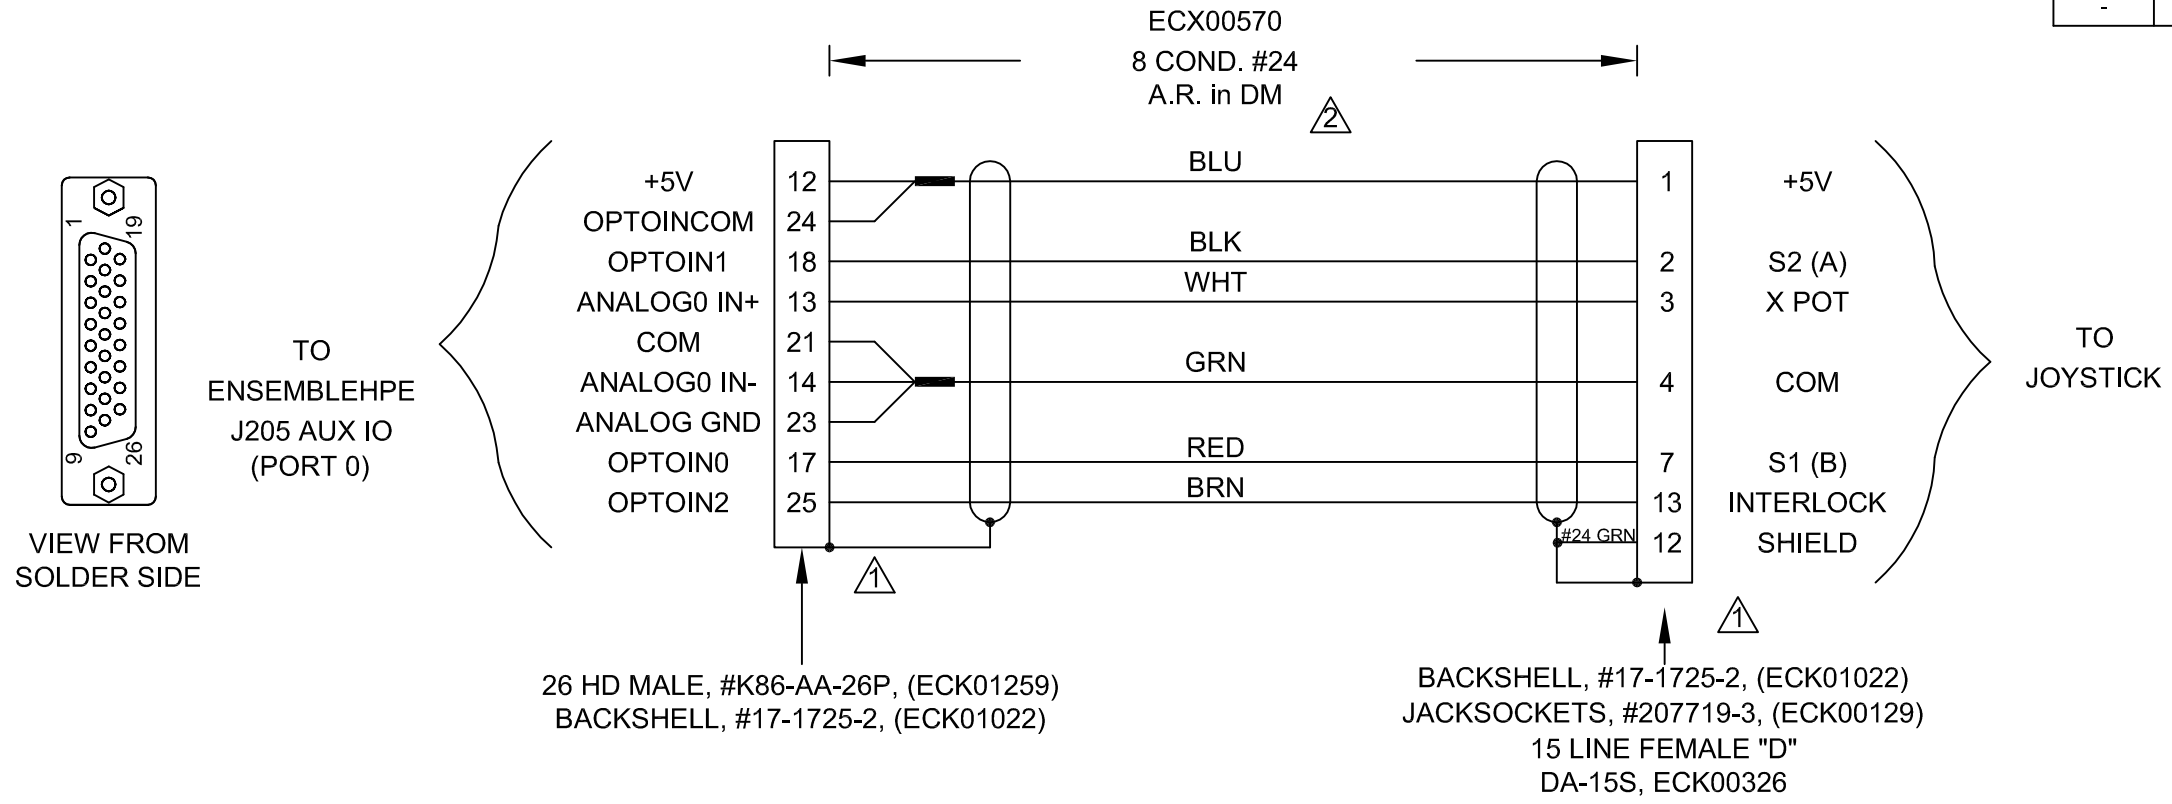 ECX00570
8 COND. #24
A.R. in DM
2
-
1
19
9
26
VIEW FROM
SOLDER SIDE
TO
ENSEMBLEHPE
J205 AUX IO
(PORT 0)
+5V 12 BLU 1 +5V
OPTOINCOM 24
OPTOIN1 18 BLK 2 S2 (A)
ANALOG0 IN+ 13 WHT 3 X POT
COM 21
ANALOG0 IN- 14 GRN 4 COM
ANALOG GND 23
OPTOIN0 17 RED 7 S1 (B)
OPTOIN2 25 BRN 13 INTERLOCK
#24 GRN 12 SHIELD
TO
JOYSTICK
1
1
26 HD MALE, #K86-AA-26P, (ECK01259)
BACKSHELL, #17-1725-2, (ECK01022)
BACKSHELL, #17-1725-2, (ECK01022)
JACKSOCKETS, #207719-3, (ECK00129)
15 LINE FEMALE "D"
DA-15S, ECK00326